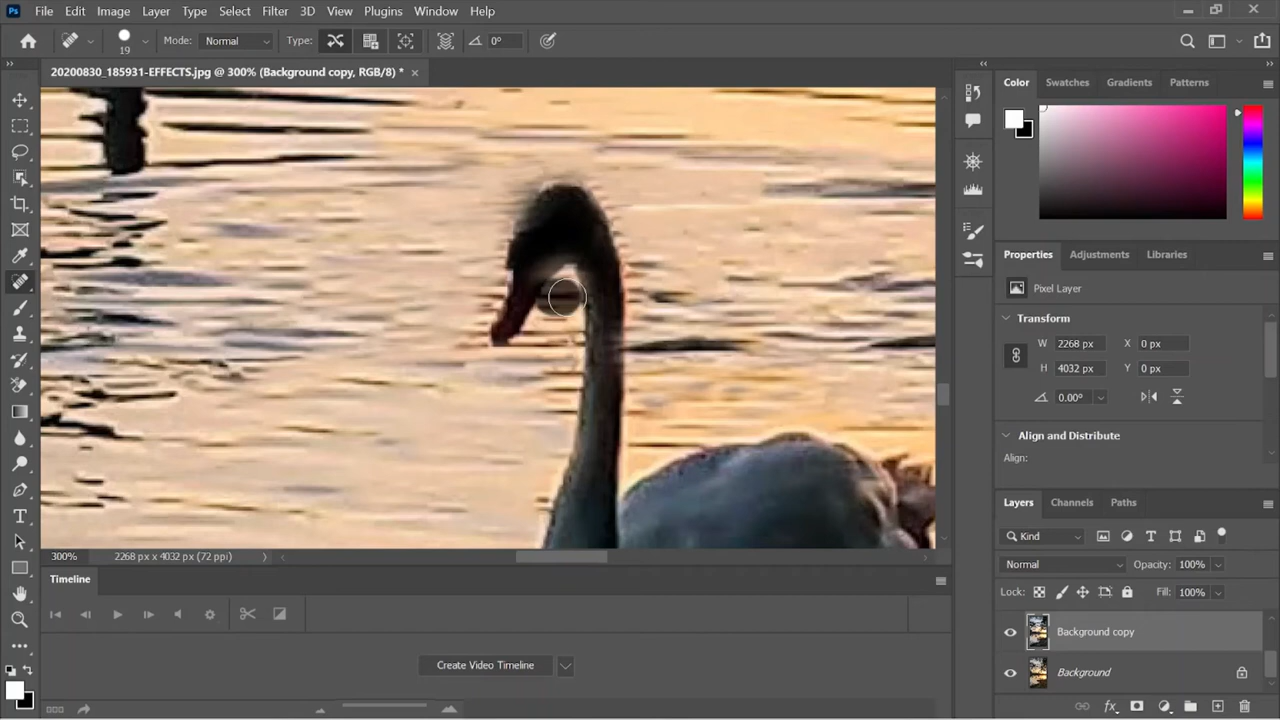 Ps File Edit Image Layer Type Select Filter 3D View Plugins Window Help
19 Mode: Normal Type: 0°
20200830_185931-EFFECTS.jpg @ 300% (Background copy, RGB/8) *
Color Swatches Gradients Patterns
Properties Adjustments Libraries
Pixel Layer
Transform
W 2268 px X 0 px
H 4032 px Y 0 px
0.00°
Align and Distribute
Align:
Layers Channels Paths
Kind
Normal Opacity: 100%
Lock: Fill: 100%
Background copy
Background
300% 2268 px x 4032 px (72 ppi)
Timeline
Create Video Timeline